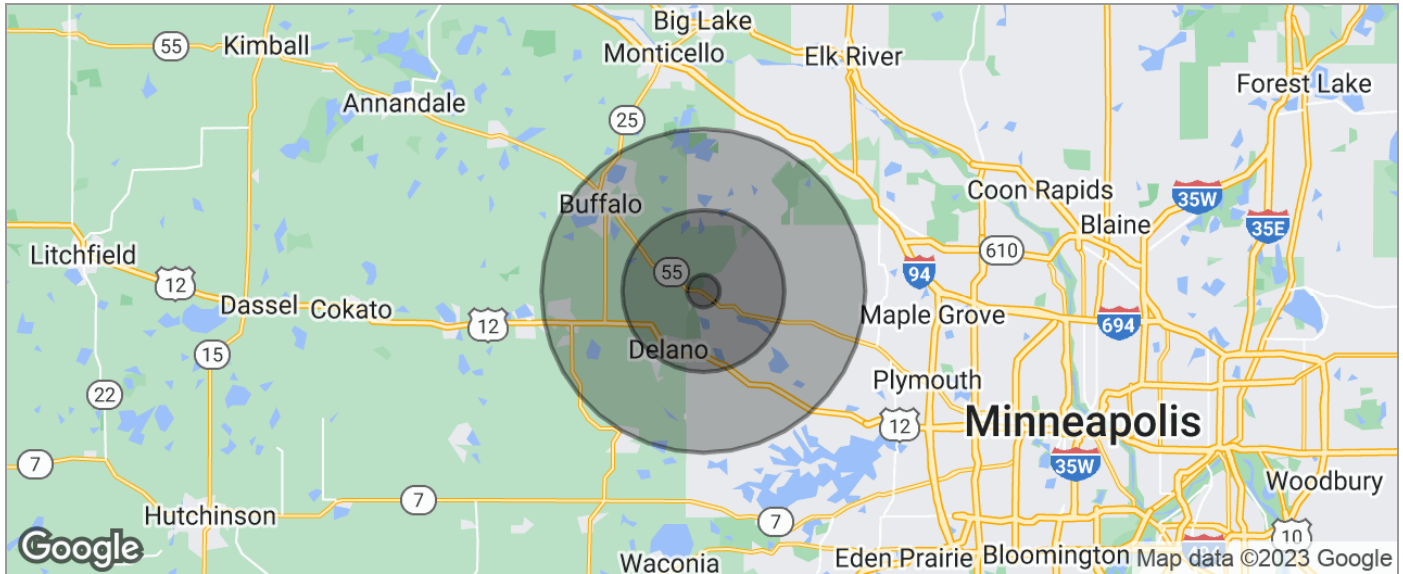 Big Lake
55
Kimball
Monticello
Elk River
Forest Lake
Annandale
25
Coon Rapids
35W
Buffalo
Blaine
35E
610
Litchfield
55
94
12
Dassel
Cokato
12
Maple Grove
694
15
Delano
Plymouth
22
12
Minneapolis
35W
7
Woodbury
7
Hutchinson
7
10
Google
Waconia
Eden Prairie
Bloomington
Map data ©2023 Google